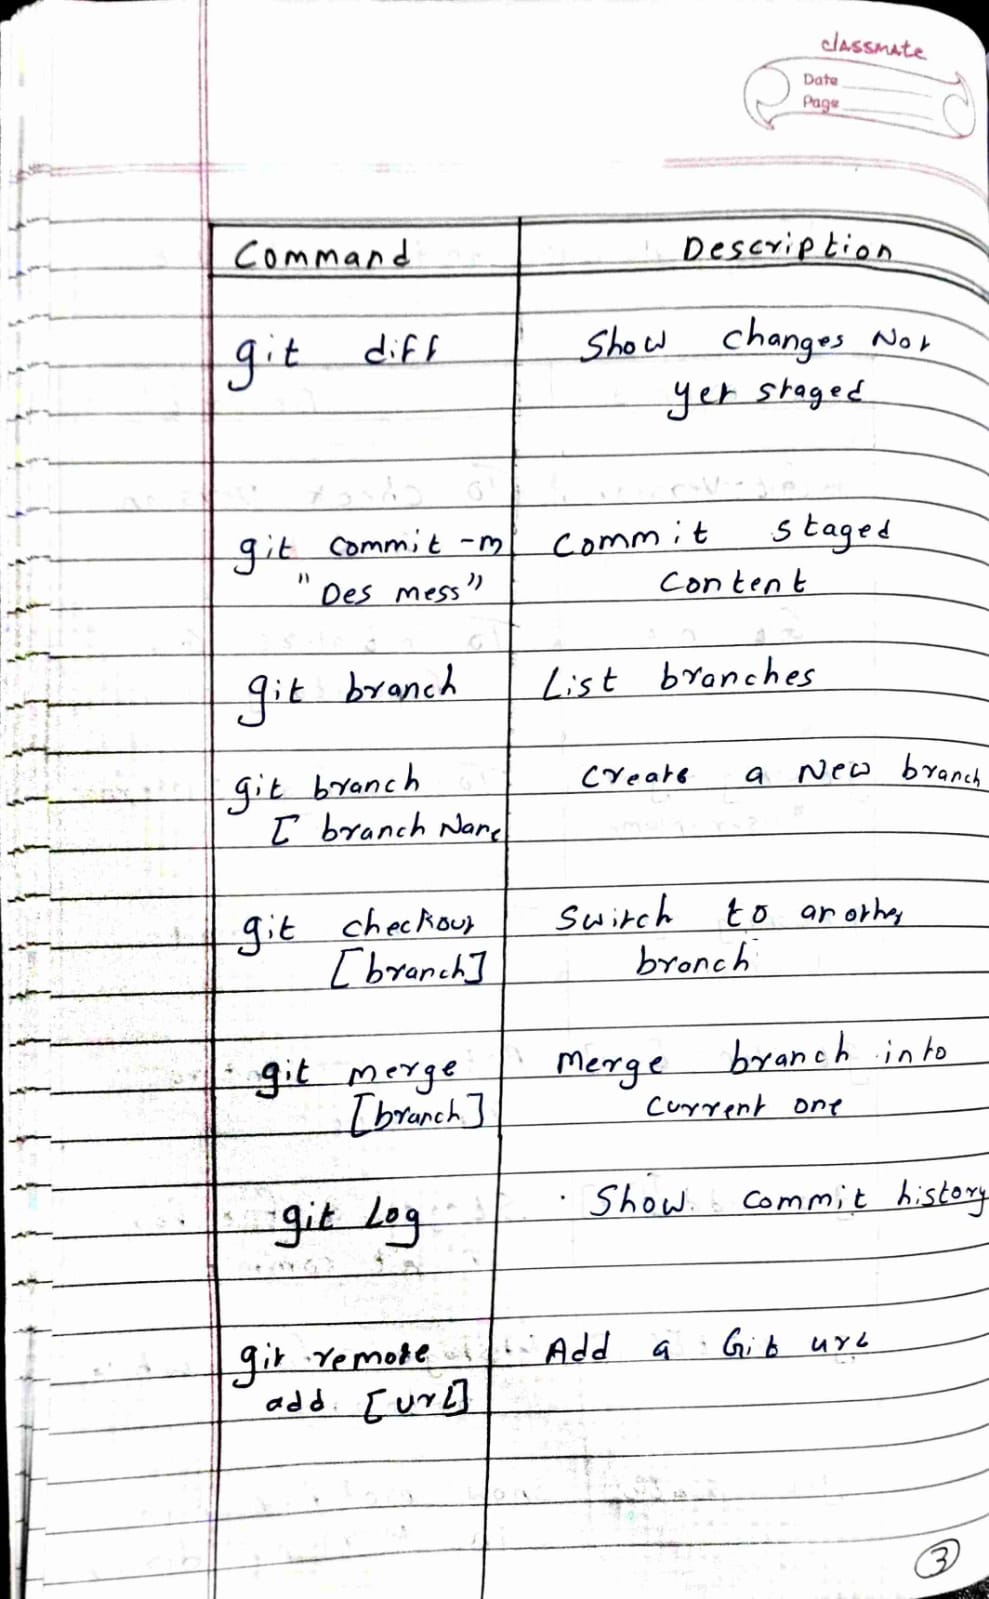 classmate
Date
Page
Command Description
git diff Show changes Not
yet staged
git commit -m Commit staged
"Des mess" Content
git branch List branches
git branch Create a New branch
[ branch Name
git checkout Switch to another
[branch] branch
git merge Merge branch into
[branch] Current one
git Log Show commit history
git remote Add a Git url
add [url]
3